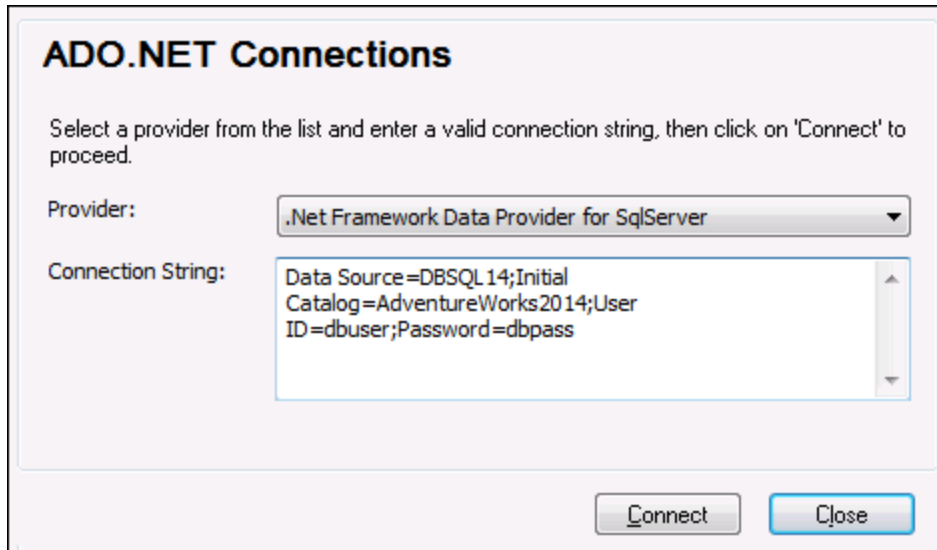 ADO.NET Connections
Select a provider from the list and enter a valid connection string, then click on 'Connect' to
proceed.
Provider:
.Net Framework Data Provider for SqlServer
Connection String:
Data Source=DBSQL14;Initial
Catalog=AdventureWorks2014;User
ID=dbuser;Password=dbpass
Connect
Close